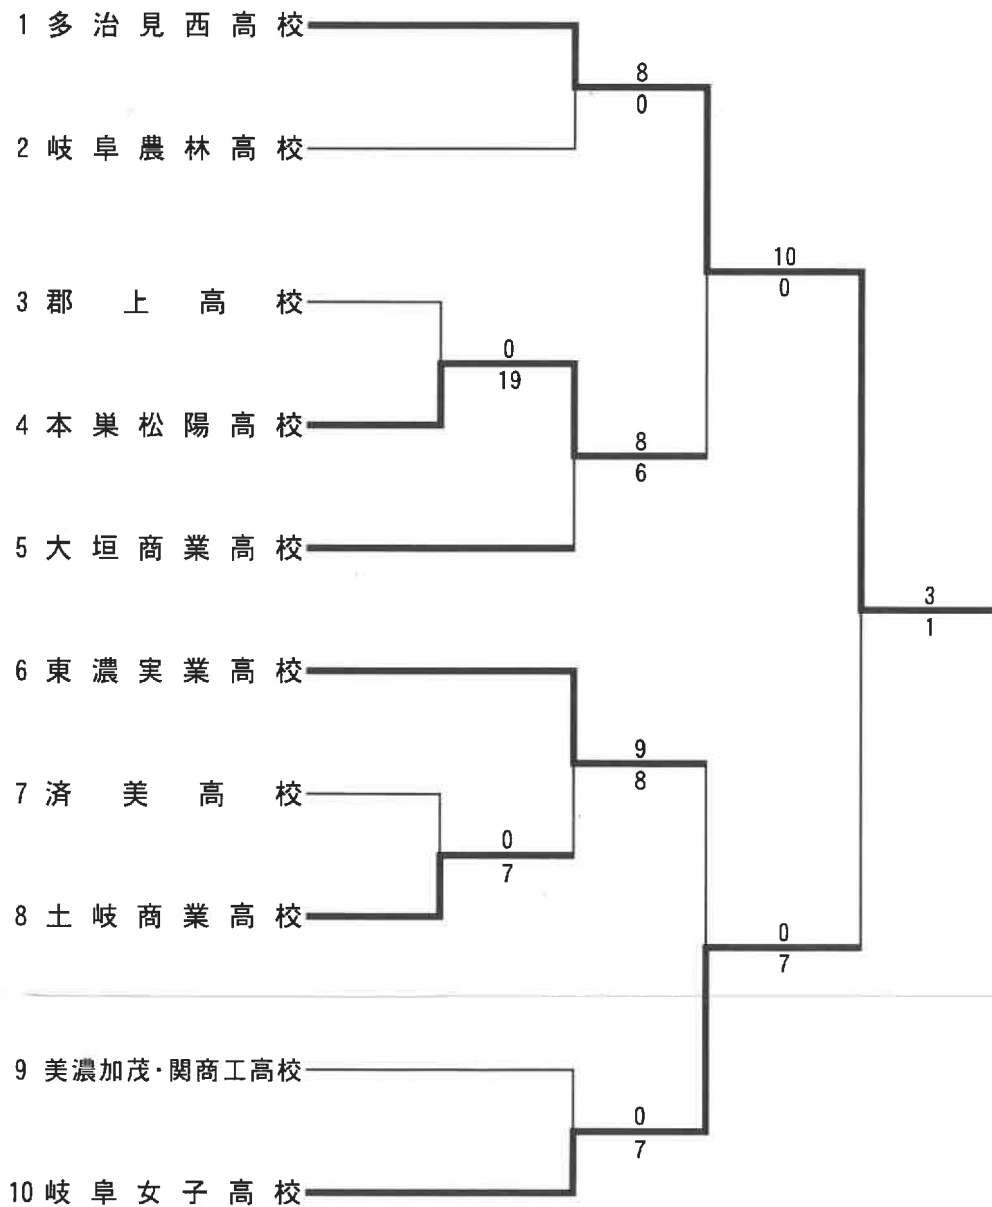 1 多治見西高校
8
0
2 岐阜農林高校
10
0
3 郡上高校
0
19
4 本巣松陽高校
8
6
5 大垣商業高校
3
1
6 東濃実業高校
9
8
7 済美高校
0
7
8 土岐商業高校
0
7
9 美濃加茂・関商工高校
0
7
10 岐阜女子高校